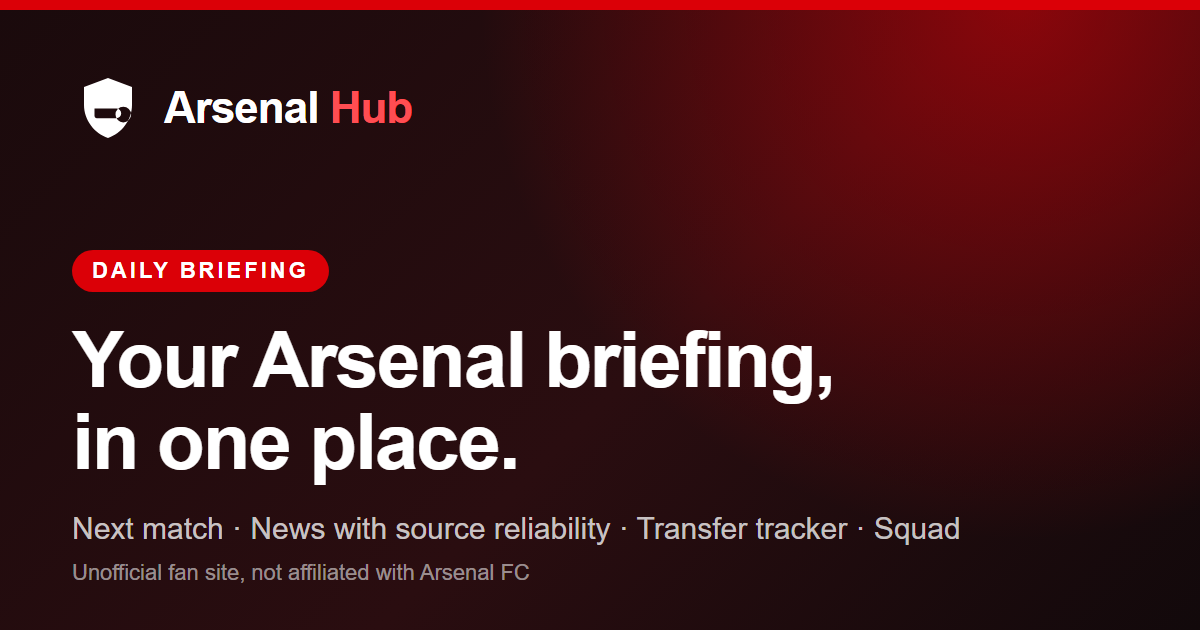 Arsenal Hub
DAILY BRIEFING
Your Arsenal briefing,
in one place.
Next match · News with source reliability · Transfer tracker · Squad
Unofficial fan site, not affiliated with Arsenal FC